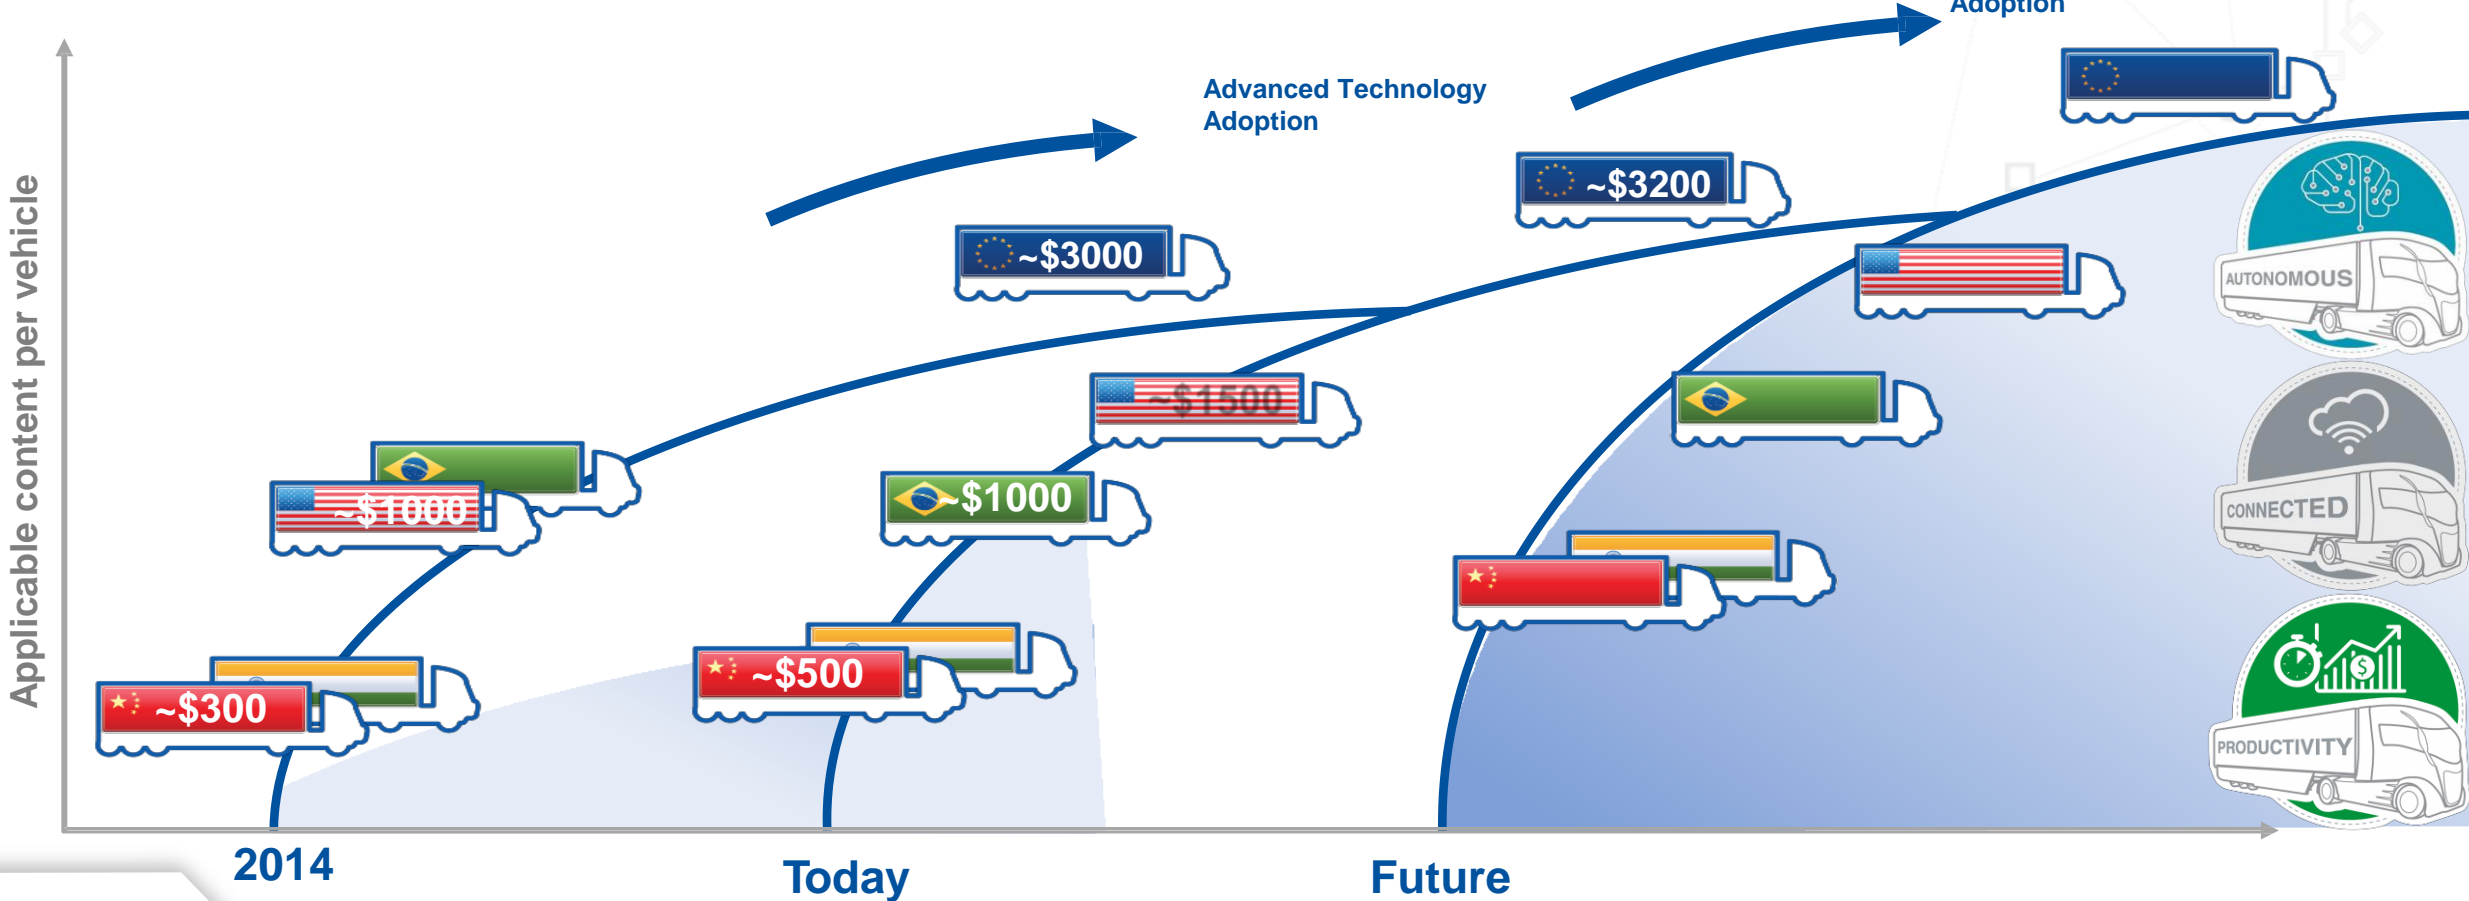 Adoption
Advanced Technology
Adoption
Applicable content per vehicle
~$3200
~$3000
~$1500
~$1000
~$1000
~$500
~$300
AUTONOMOUS
CONNECTED
$
PRODUCTIVITY
2014
Today
Future